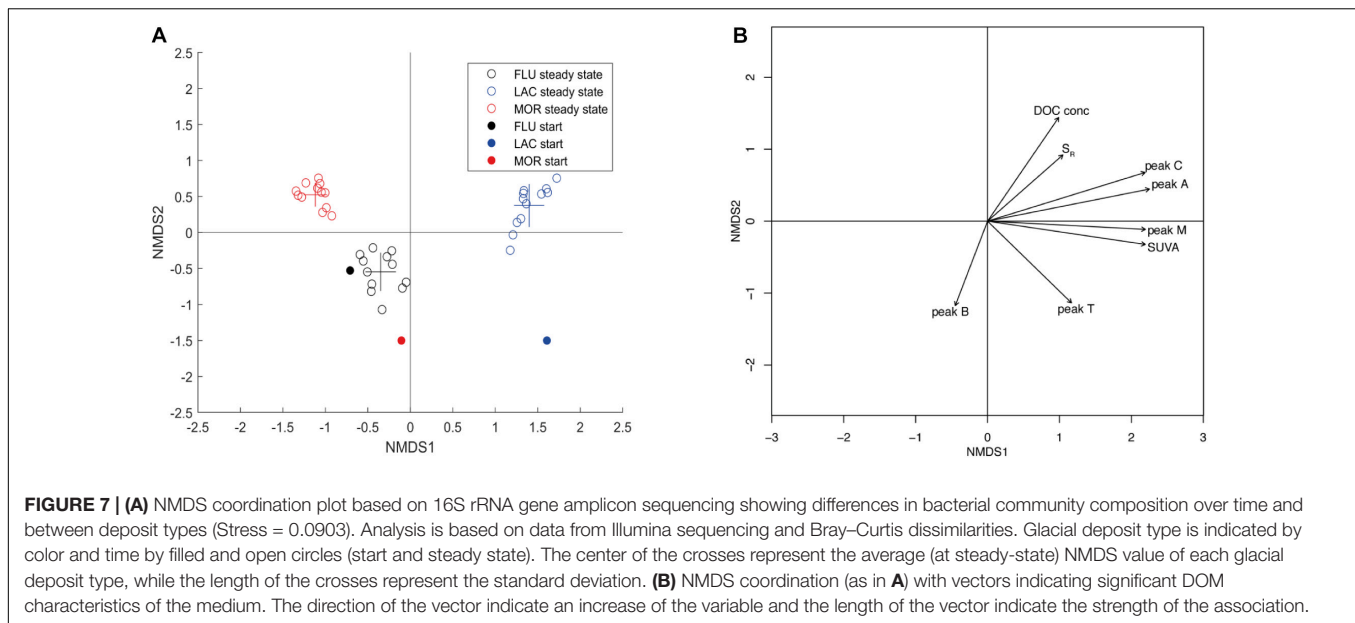 A
2.5
2
1.5
1
0.5
0
-0.5
-1
-1.5
-2
-2.5
NMDS2
FLU steady state
LAC steady state
MOR steady state
FLU start
LAC start
MOR start
-2.5 -2 -1.5 -1 -0.5 0 0.5 1 1.5 2 2.5
NMDS1
B
2
1
0
−1
−2
NMDS2
DOC conc
SR
peak C
peak A
peak M
SUVA
peak T
peak B
−3 −2 −1 0 1 2 3
NMDS1
FIGURE 7 | (A) NMDS coordination plot based on 16S rRNA gene amplicon sequencing showing differences in bacterial community composition over time and
between deposit types (Stress = 0.0903). Analysis is based on data from Illumina sequencing and Bray–Curtis dissimilarities. Glacial deposit type is indicated by
color and time by filled and open circles (start and steady state). The center of the crosses represent the average (at steady-state) NMDS value of each glacial
deposit type, while the length of the crosses represent the standard deviation. (B) NMDS coordination (as in A) with vectors indicating significant DOM
characteristics of the medium. The direction of the vector indicate an increase of the variable and the length of the vector indicate the strength of the association.